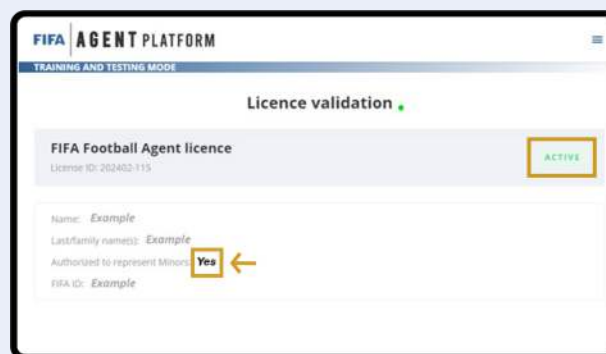 FIFA AGENT PLATFORM
TRAINING AND TESTING MODE
Licence validation
FIFA Football Agent licence
License ID: 202402-115
ACTIVE
Name: Example
Last/family name(s): Example
Authorized to represent Minors: Yes
FIFA ID: Example